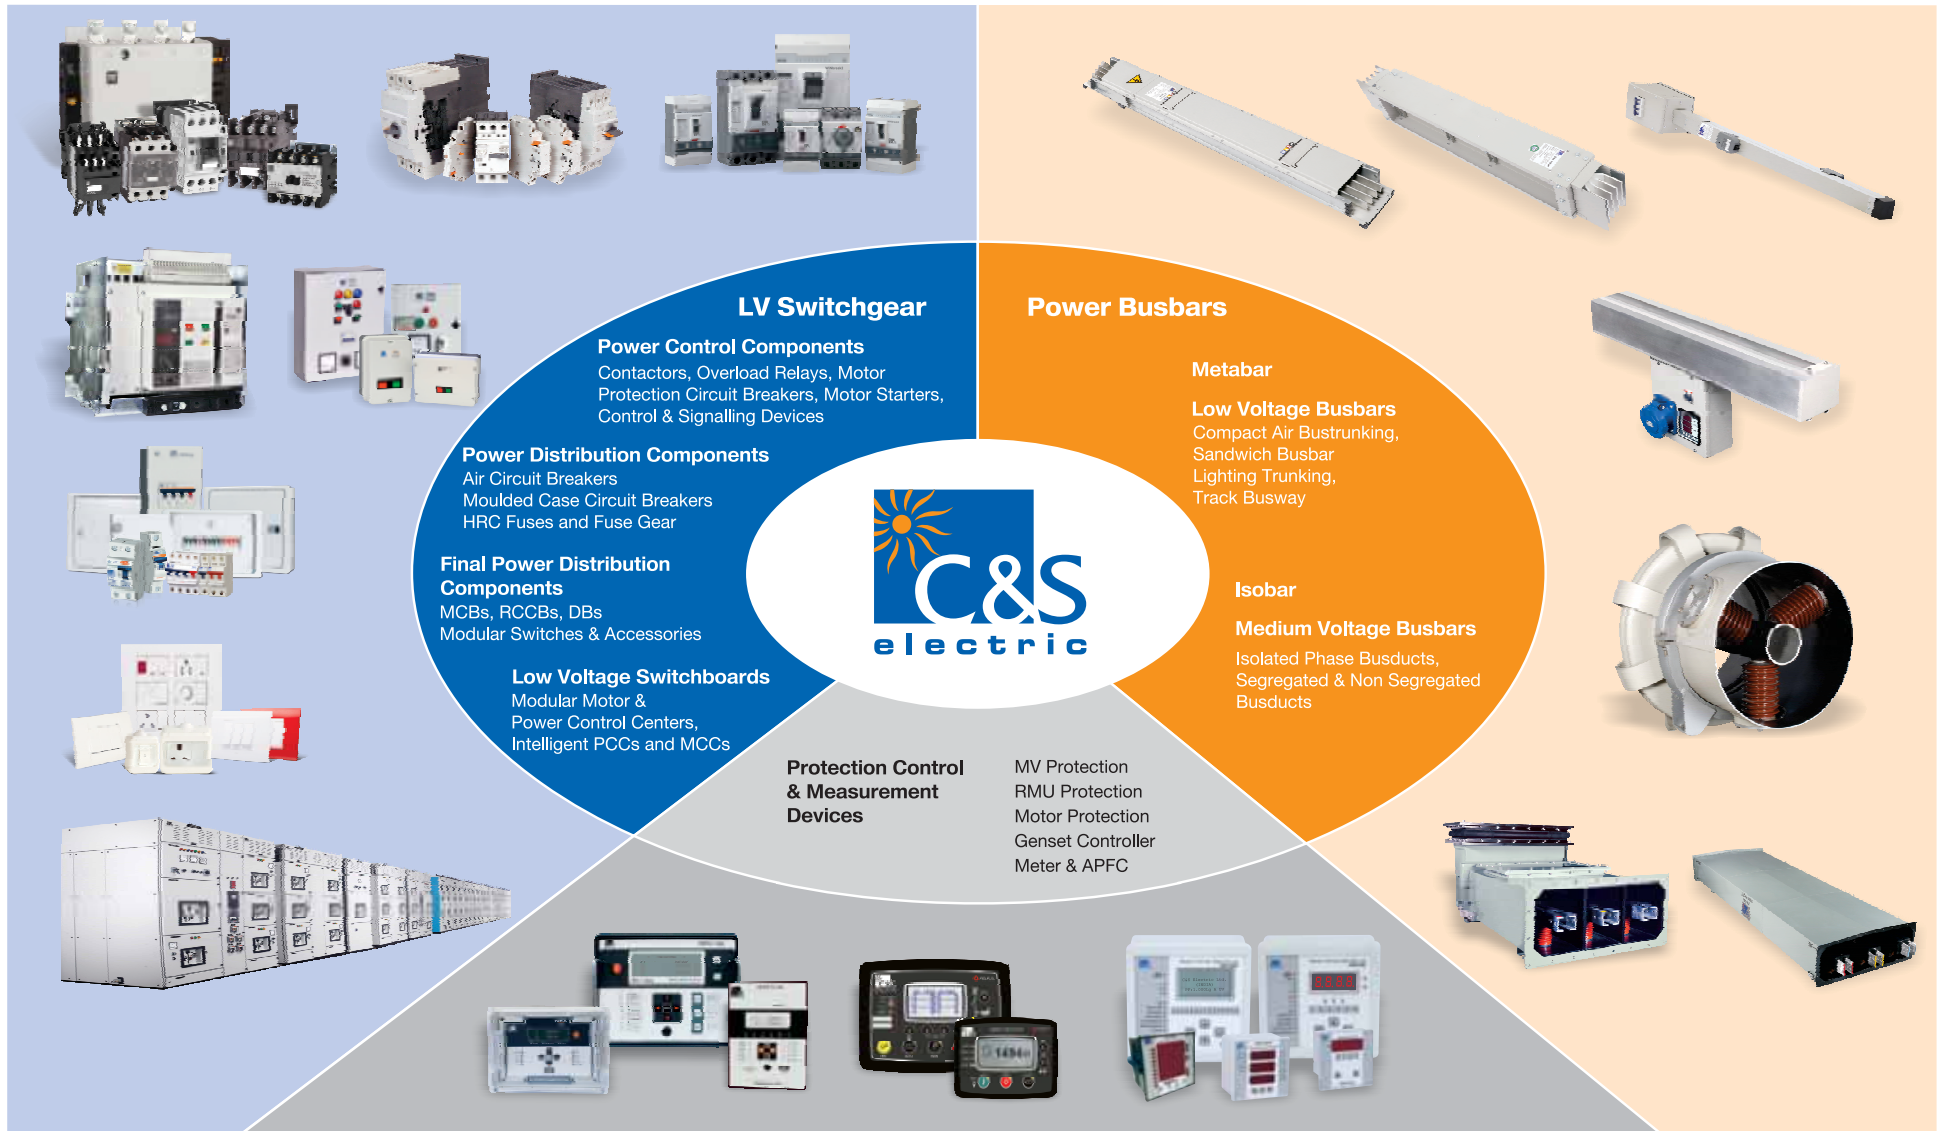 LV Switchgear
Power Control Components
Contactors, Overload Relays, Motor
Protection Circuit Breakers, Motor Starters,
Control & Signalling Devices
Power Distribution Components
Air Circuit Breakers
Moulded Case Circuit Breakers
HRC Fuses and Fuse Gear
Final Power Distribution
Components
MCBs, RCCBs, DBs
Modular Switches & Accessories
Low Voltage Switchboards
Modular Motor &
Power Control Centers,
Intelligent PCCs and MCCs
Power Busbars
Metabar
Low Voltage Busbars
Compact Air Bustrunking,
Sandwich Busbar
Lighting Trunking,
Track Busway
Isobar
Medium Voltage Busbars
Isolated Phase Busducts,
Segregated & Non Segregated
Busducts
C&S
electric
Protection Control
& Measurement
Devices
MV Protection
RMU Protection
Motor Protection
Genset Controller
Meter & APFC